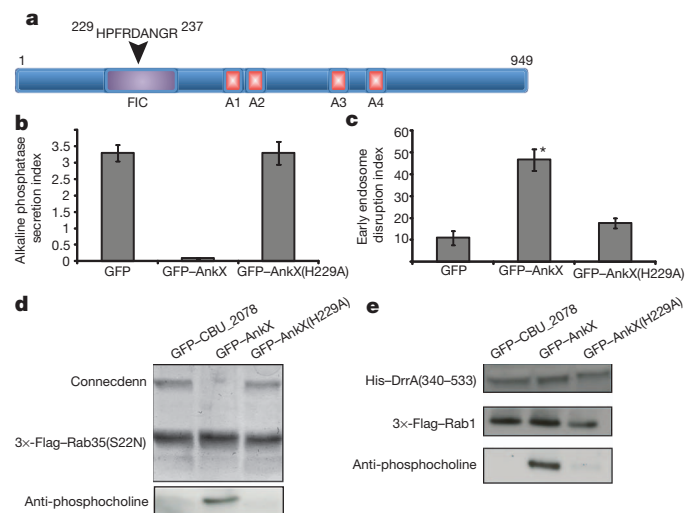 a
229 HPFRDANGR 237
1
949
FIC
A1
A2
A3
A4
b
Alkaline phosphatase
secretion index
3.5
3
2.5
2
1.5
1
0.5
0
GFP
GFP–AnkX
GFP–AnkX(H229A)
c
Early endosome
disruption index
60
50
40
30
20
10
*
GFP
GFP–AnkX
GFP–AnkX(H229A)
d
GFP–CBU_2078
GFP–AnkX
GFP–AnkX(H229A)
Connecdenn
3×-Flag–Rab35(S22N)
Anti-phosphocholine
e
GFP–CBU_2078
GFP–AnkX
GFP–AnkX(H229A)
His–DrrA(340–533)
3×-Flag–Rab1
Anti-phosphocholine